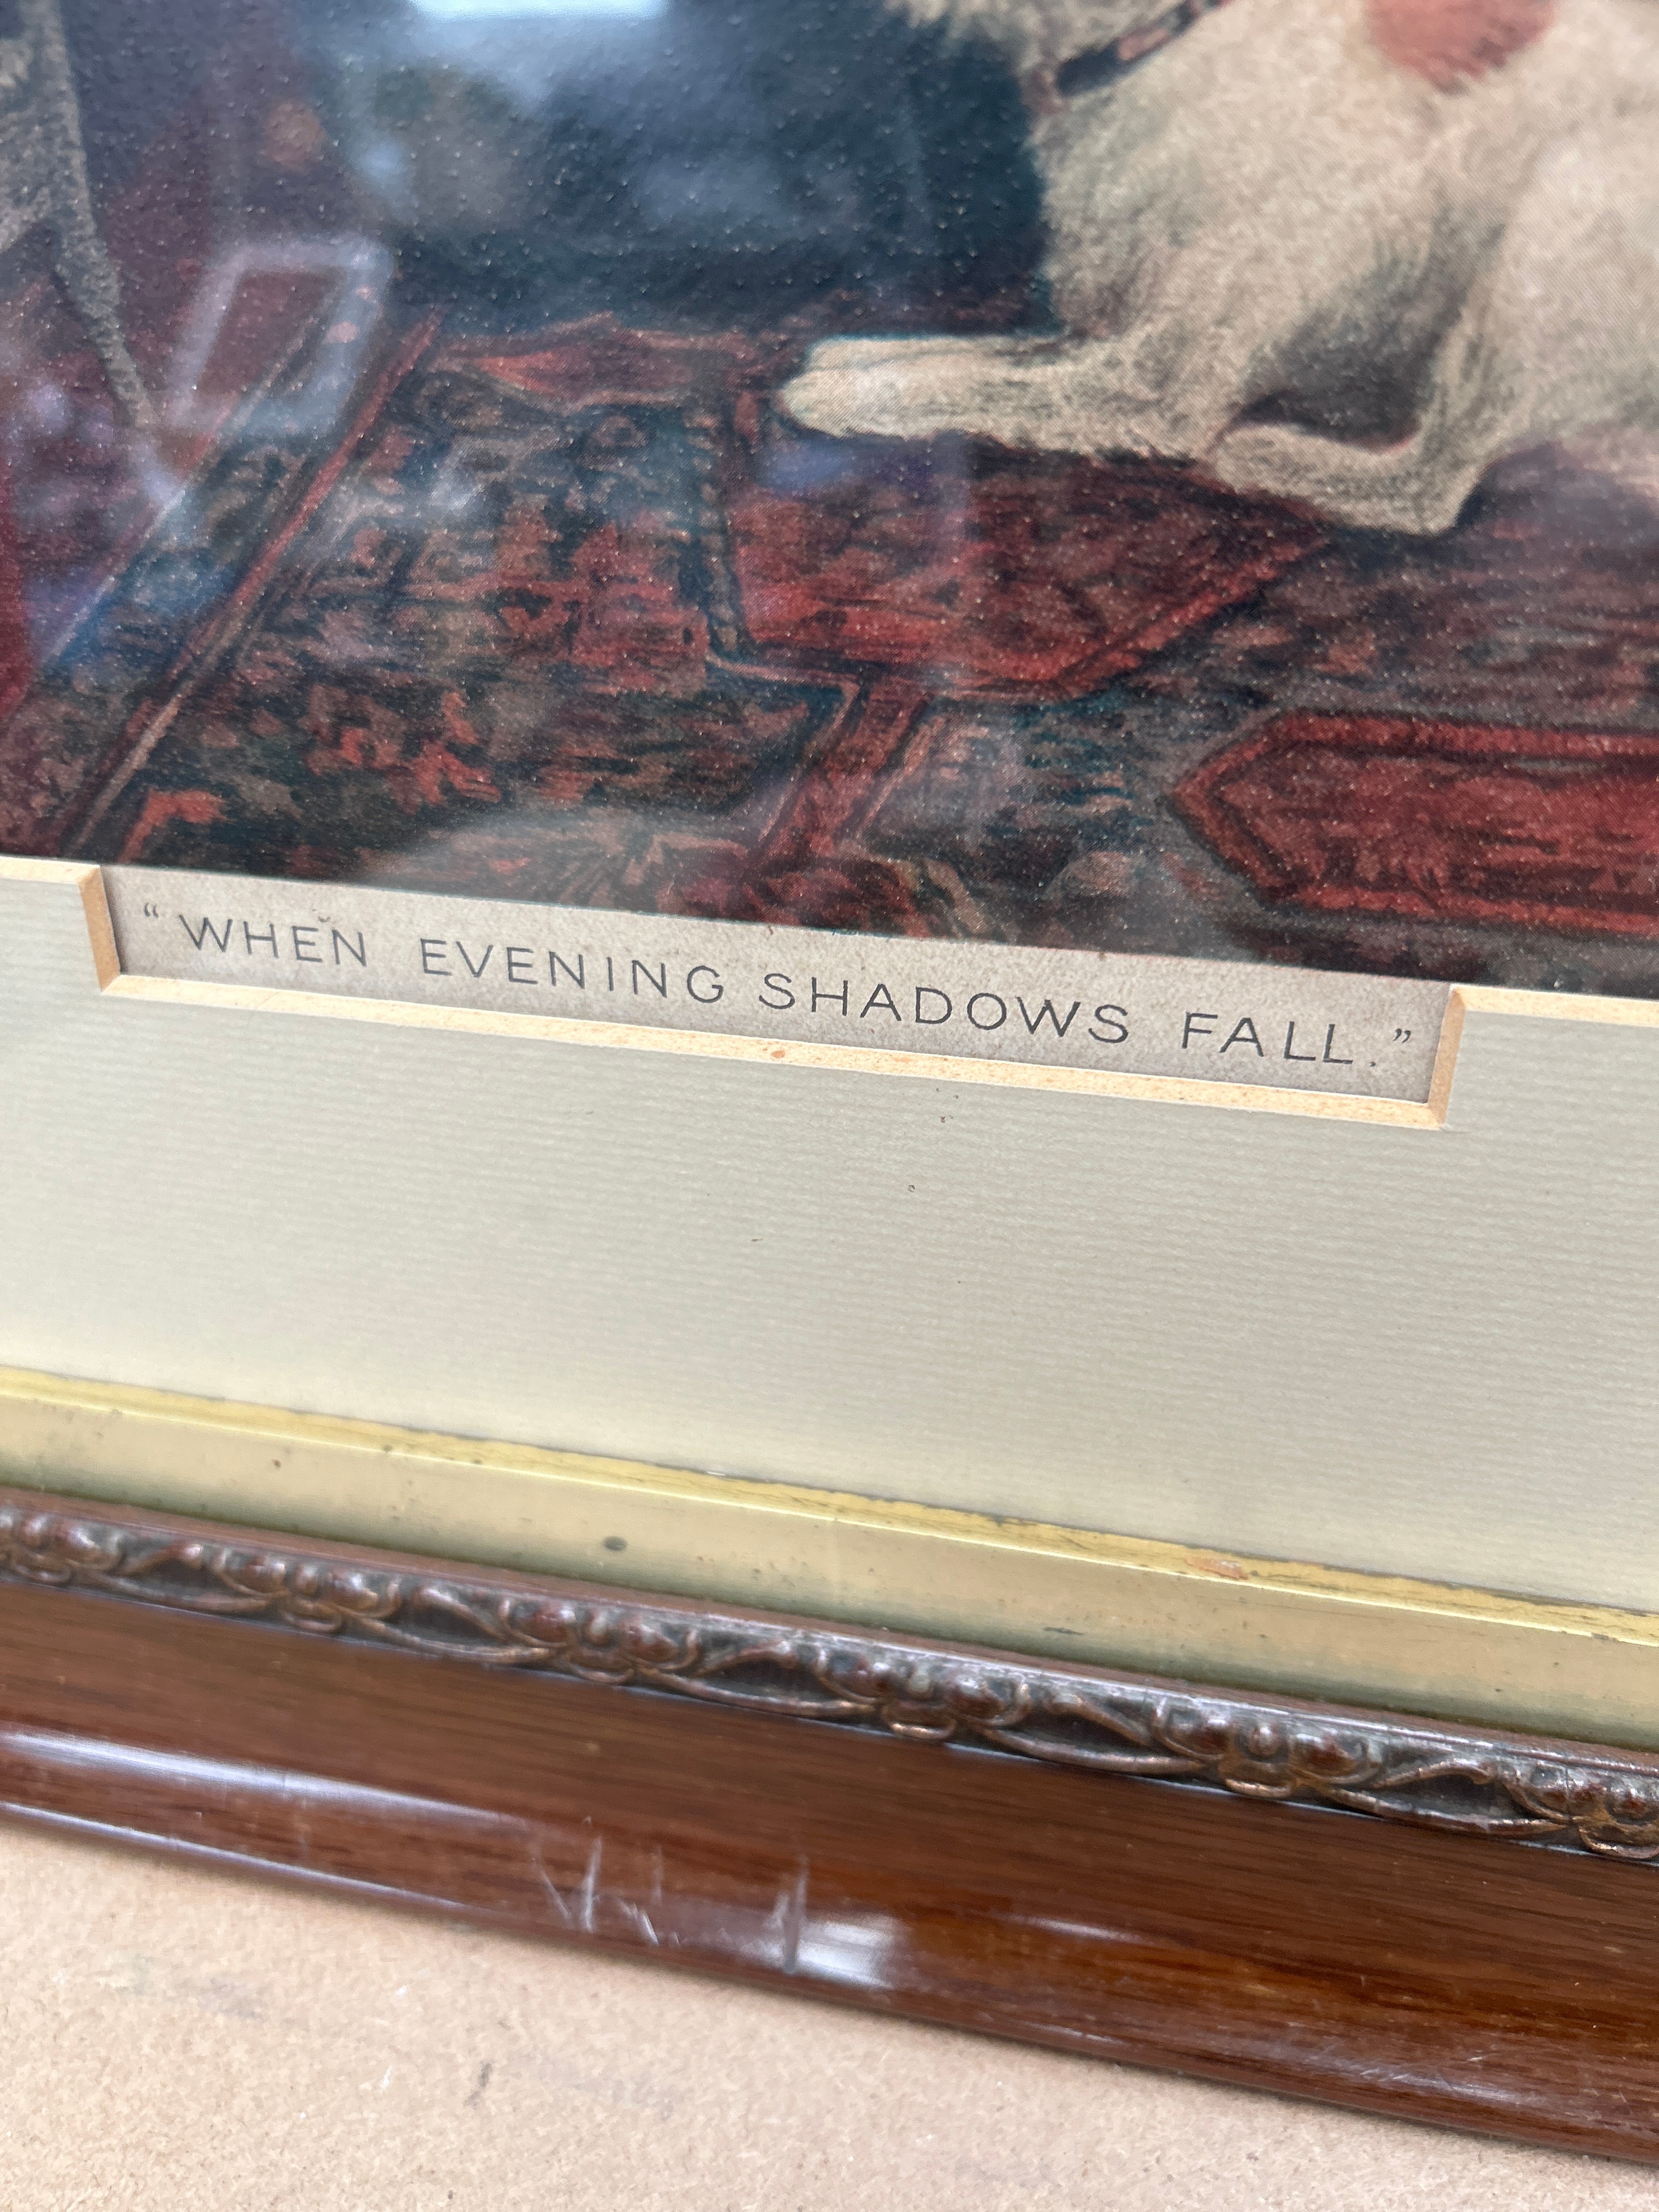 “WHEN EVENING SHADOWS FALL.”